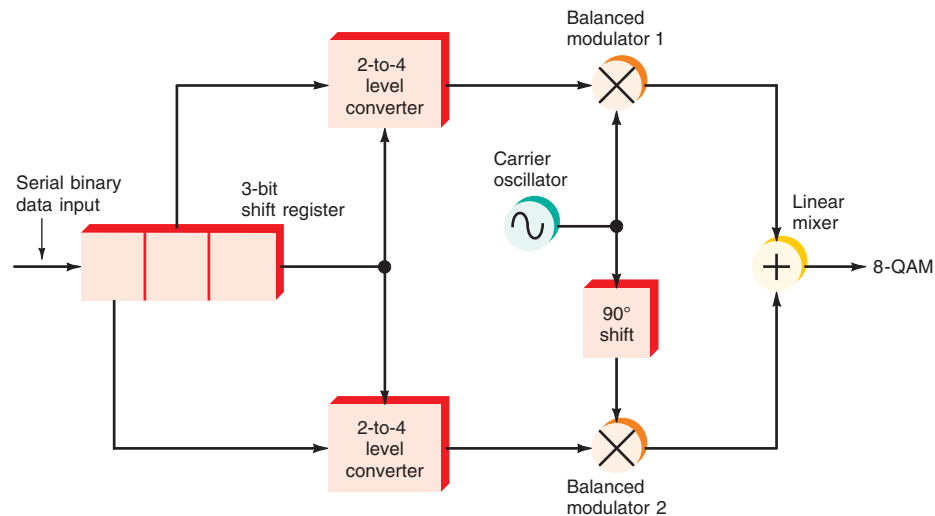 Balanced
modulator 1
2-to-4
level
converter
Carrier
oscillator
Serial binary
data input
3-bit
shift register
Linear
mixer
8-QAM
90°
shift
2-to-4
level
converter
Balanced
modulator 2